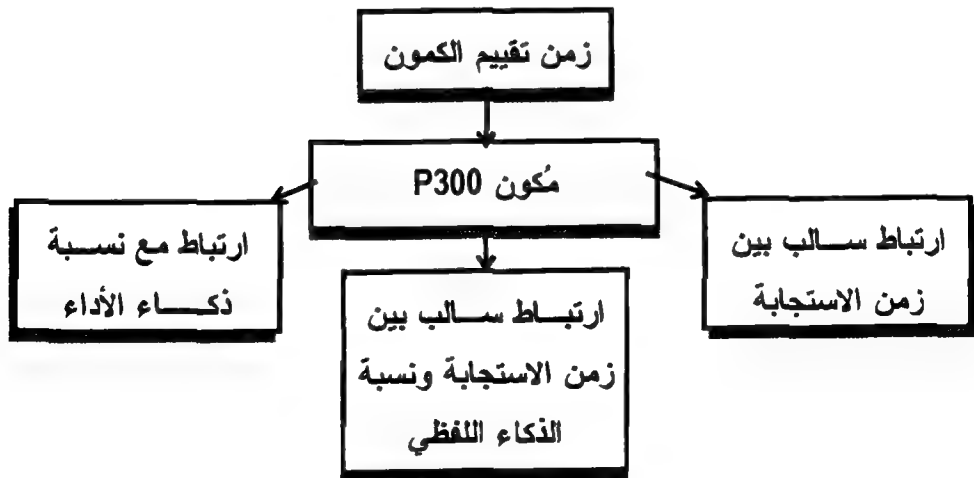 زمن تقييم الكمون
مُكون P300
ارتباط سالب بين
زمن الاستجابة
ارتباط سالب بين
زمن الاستجابة ونسبة
الذكاء اللفظي
ارتباط مع نسبة
ذكاء الأداء